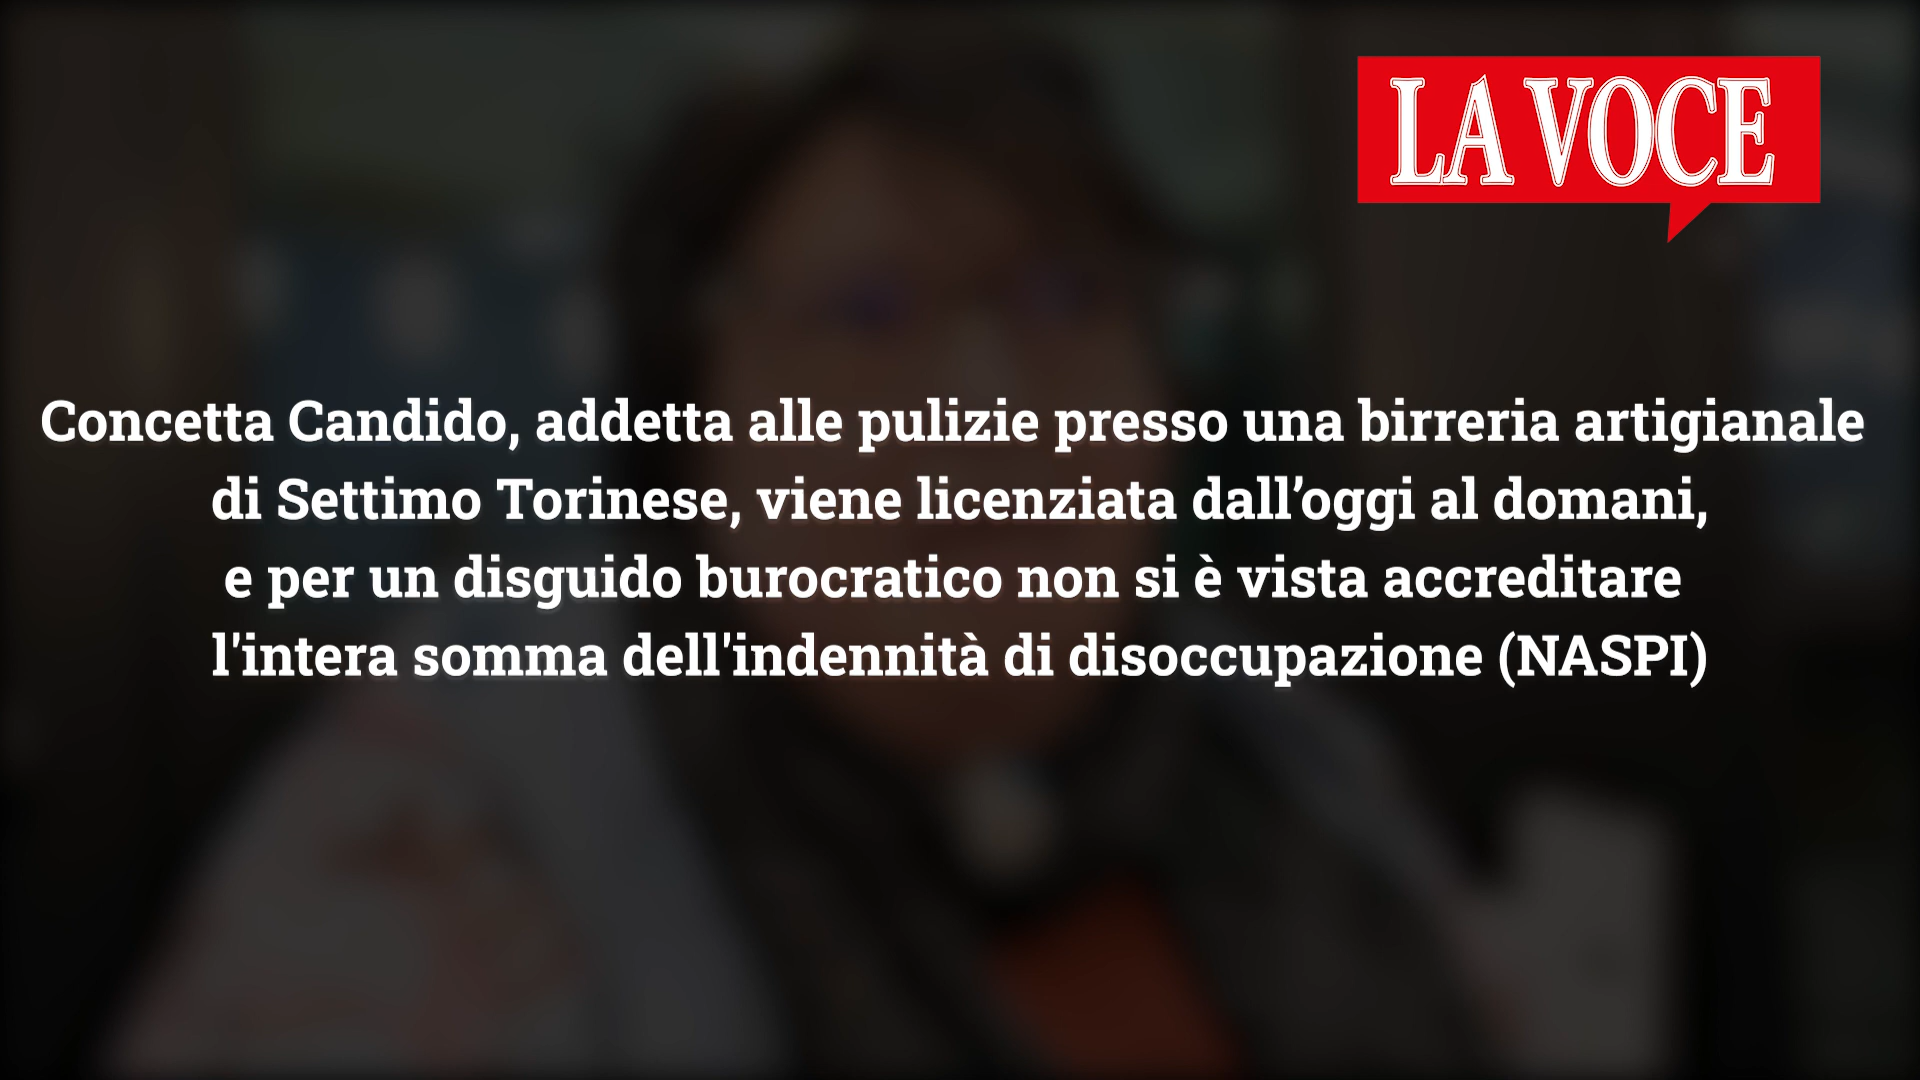 LA VOCE
Concetta Candido, addetta alle pulizie presso una birreria artigianale
di Settimo Torinese, viene licenziata dall’oggi al domani,
e per un disguido burocratico non si è vista accreditare
l'intera somma dell'indennità di disoccupazione (NASPI)